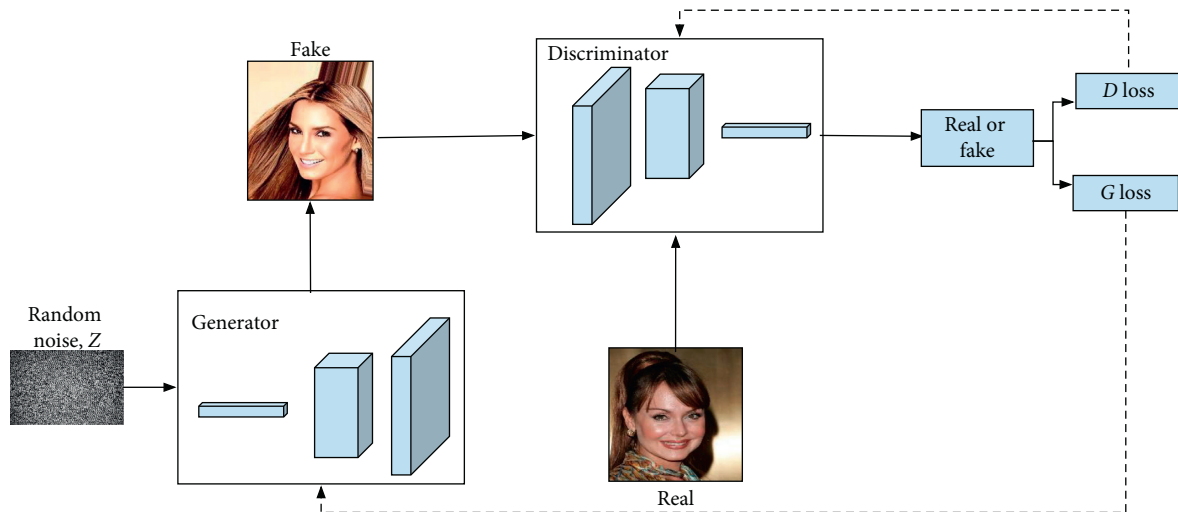 Fake
Discriminator
D loss
Real or
fake
G loss
Random
noise, Z
Generator
Real